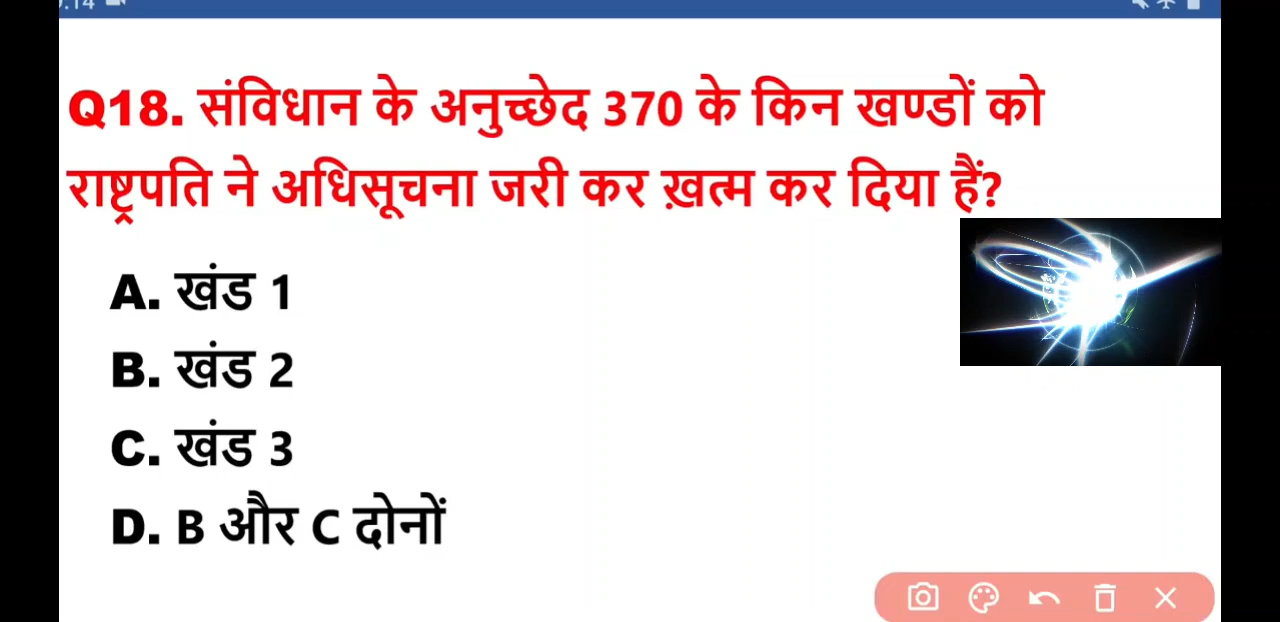 Q18. संविधान के अनुच्छेद 370 के किन खण्डों को
राष्ट्रपति ने अधिसूचना जरी कर ख़त्म कर दिया हैं?
A. खंड 1
B. खंड 2
C. खंड 3
D. B और C दोनों